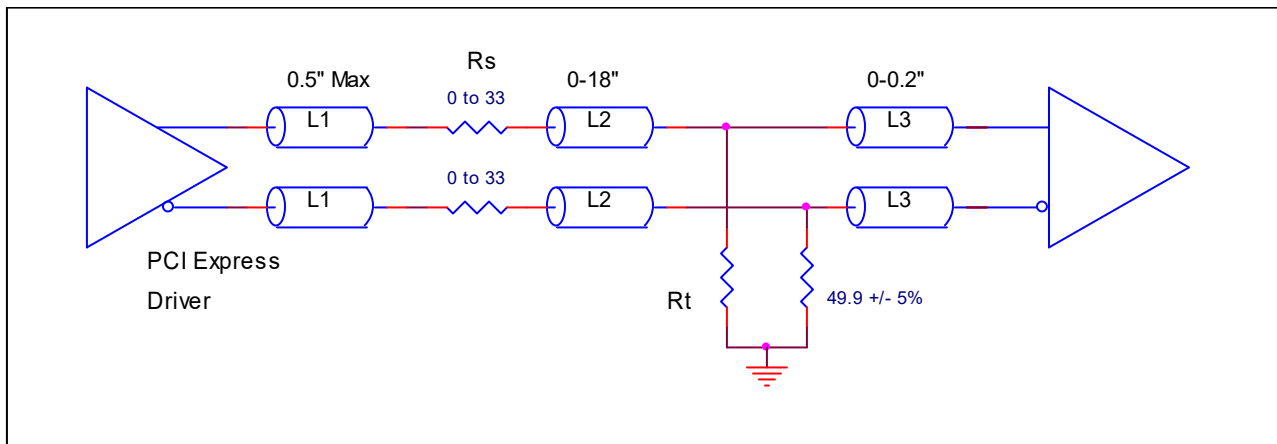 Rs
0.5" Max
0-18"
0-0.2"
0 to 33
L1
L2
L3
0 to 33
L1
L2
L3
PCI Express
Driver
Rt
49.9 +/- 5%